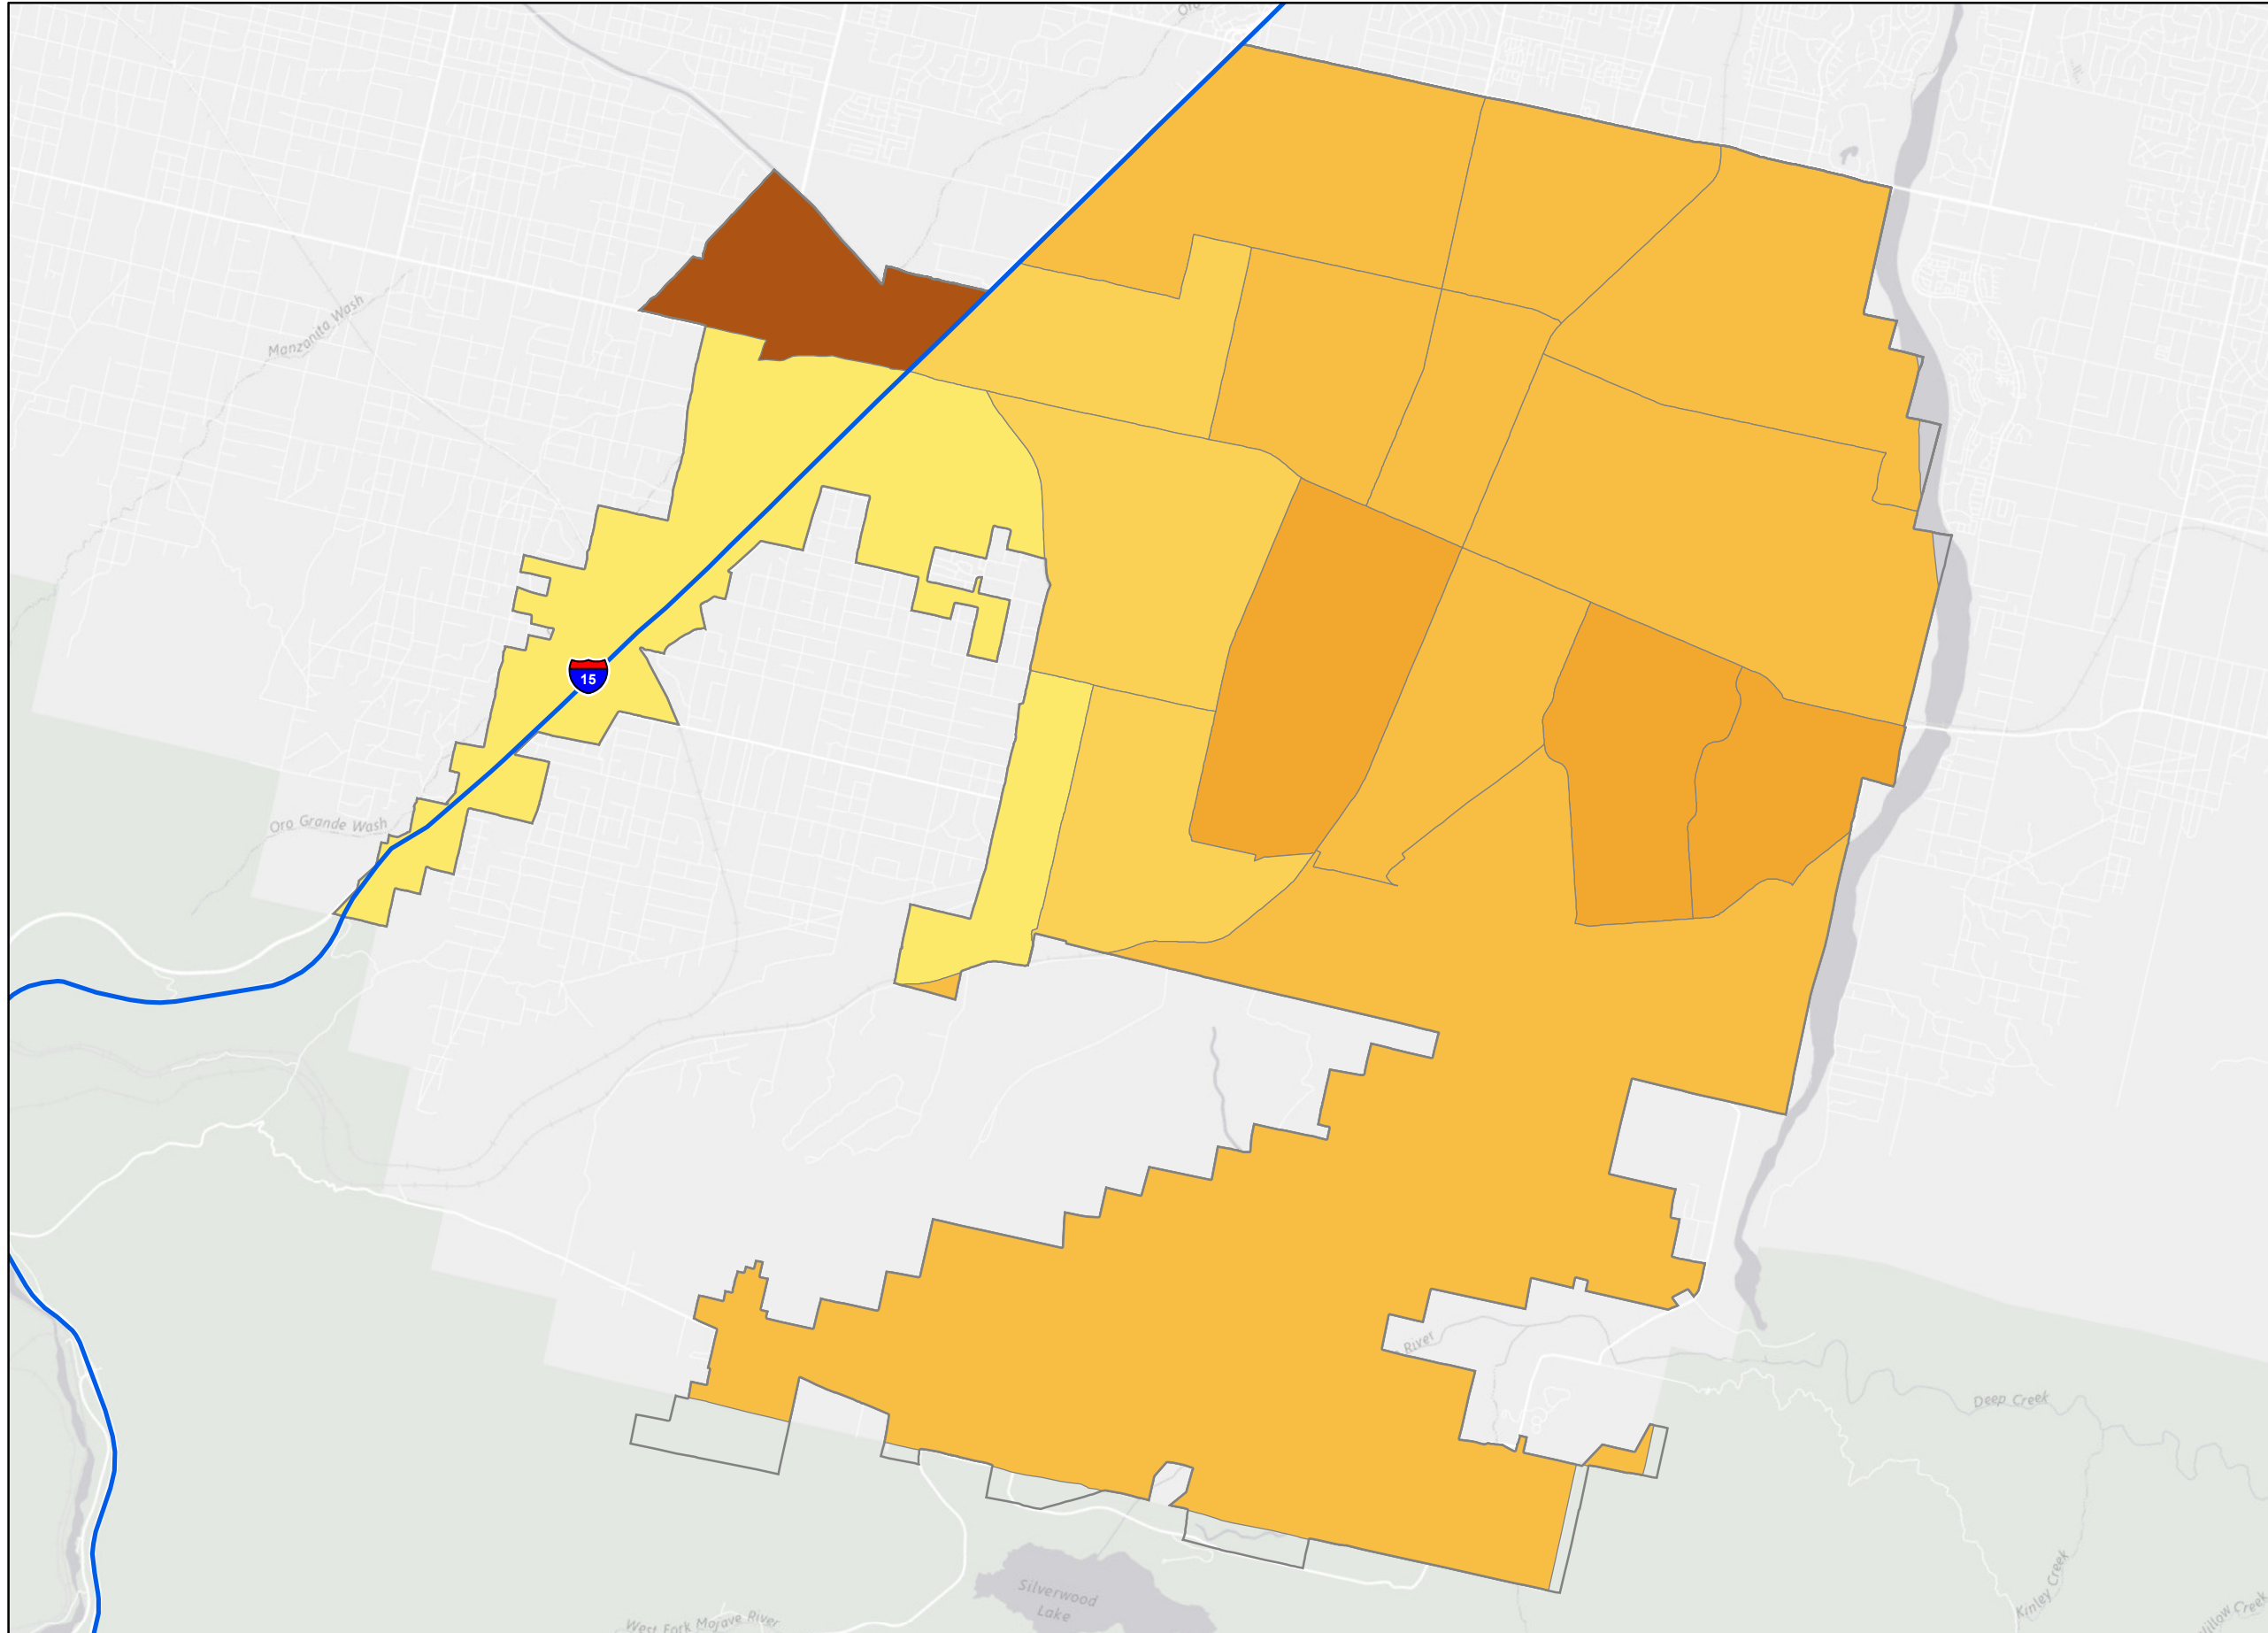 Oro
Manzanita Wash
15
Oro Grande Wash
River
Deep Creek
Silverwood
Lake
West Fork Mojave River
Kinley Creek
Willow Creek